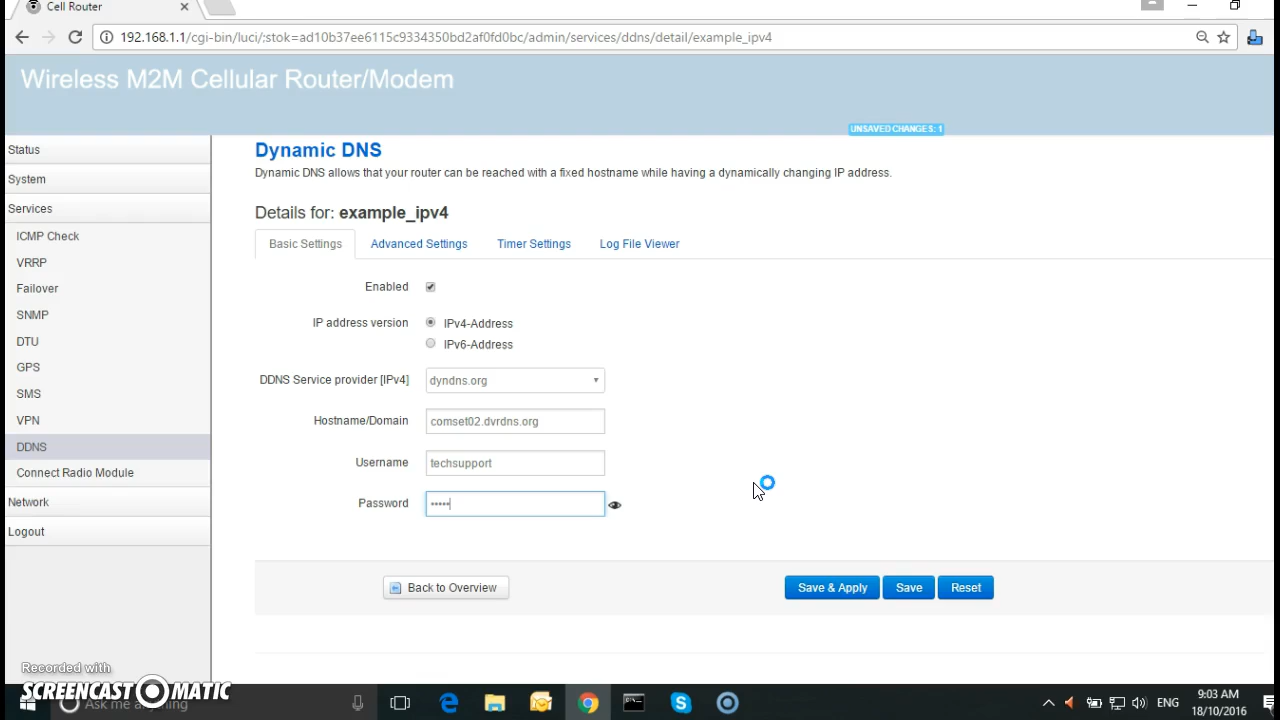 Cell Router
192.168.1.1/cgi-bin/luci/;stok=ad10b37ee6115c9334350bd2af0fd0bc/admin/services/ddns/detail/example_ipv4
Wireless M2M Cellular Router/Modem
UNSAVED CHANGES: 1
Status
System
Services
ICMP Check
VRRP
Failover
SNMP
DTU
GPS
SMS
VPN
DDNS
Connect Radio Module
Network
Logout
Dynamic DNS
Dynamic DNS allows that your router can be reached with a fixed hostname while having a dynamically changing IP address.
Details for: example_ipv4
Basic Settings Advanced Settings Timer Settings Log File Viewer
Enabled
IP address version IPv4-Address
IPv6-Address
DDNS Service provider [IPv4] dyndns.org
Hostname/Domain comset02.dvrdns.org
Username techsupport
Password •••••
Back to Overview Save & Apply Save Reset
Recorded with
SCREENCAST-O-MATIC
Ask me anything
ENG
9:03 AM
18/10/2016